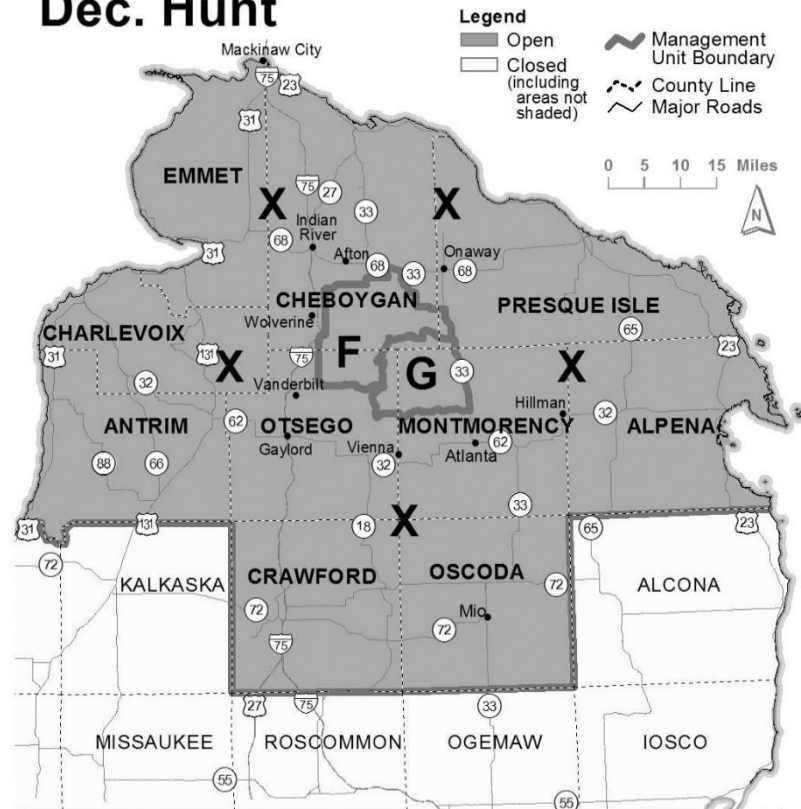 Dec. Hunt
Legend
Open
Closed
(including
areas not
shaded)
Management
Unit Boundary
County Line
Major Roads
0 5 10 15 Miles
N
Mackinaw City
75
23
31
EMMET
75
27
X
X
33
Indian
River
68
31
Afton
68
33
Onaway
68
CHEBOYGAN
PRESQUE ISLE
Wolverine
65
CHARLEVOIX
31
131
75
F
23
X
G
33
X
32
Vanderbilt
Hillman
62
32
ANTRIM
OTSEGO
MONTMORENCY
ALPENA
Gaylord
Vienna
62
Atlanta
88
66
32
33
31
131
18
X
65
23
72
KALKASKA
CRAWFORD
OSCODA
72
ALCONA
72
Mio
72
75
27
75
33
MISSAUKEE
ROSCOMMON
OGEMAW
IOSCO
55
55